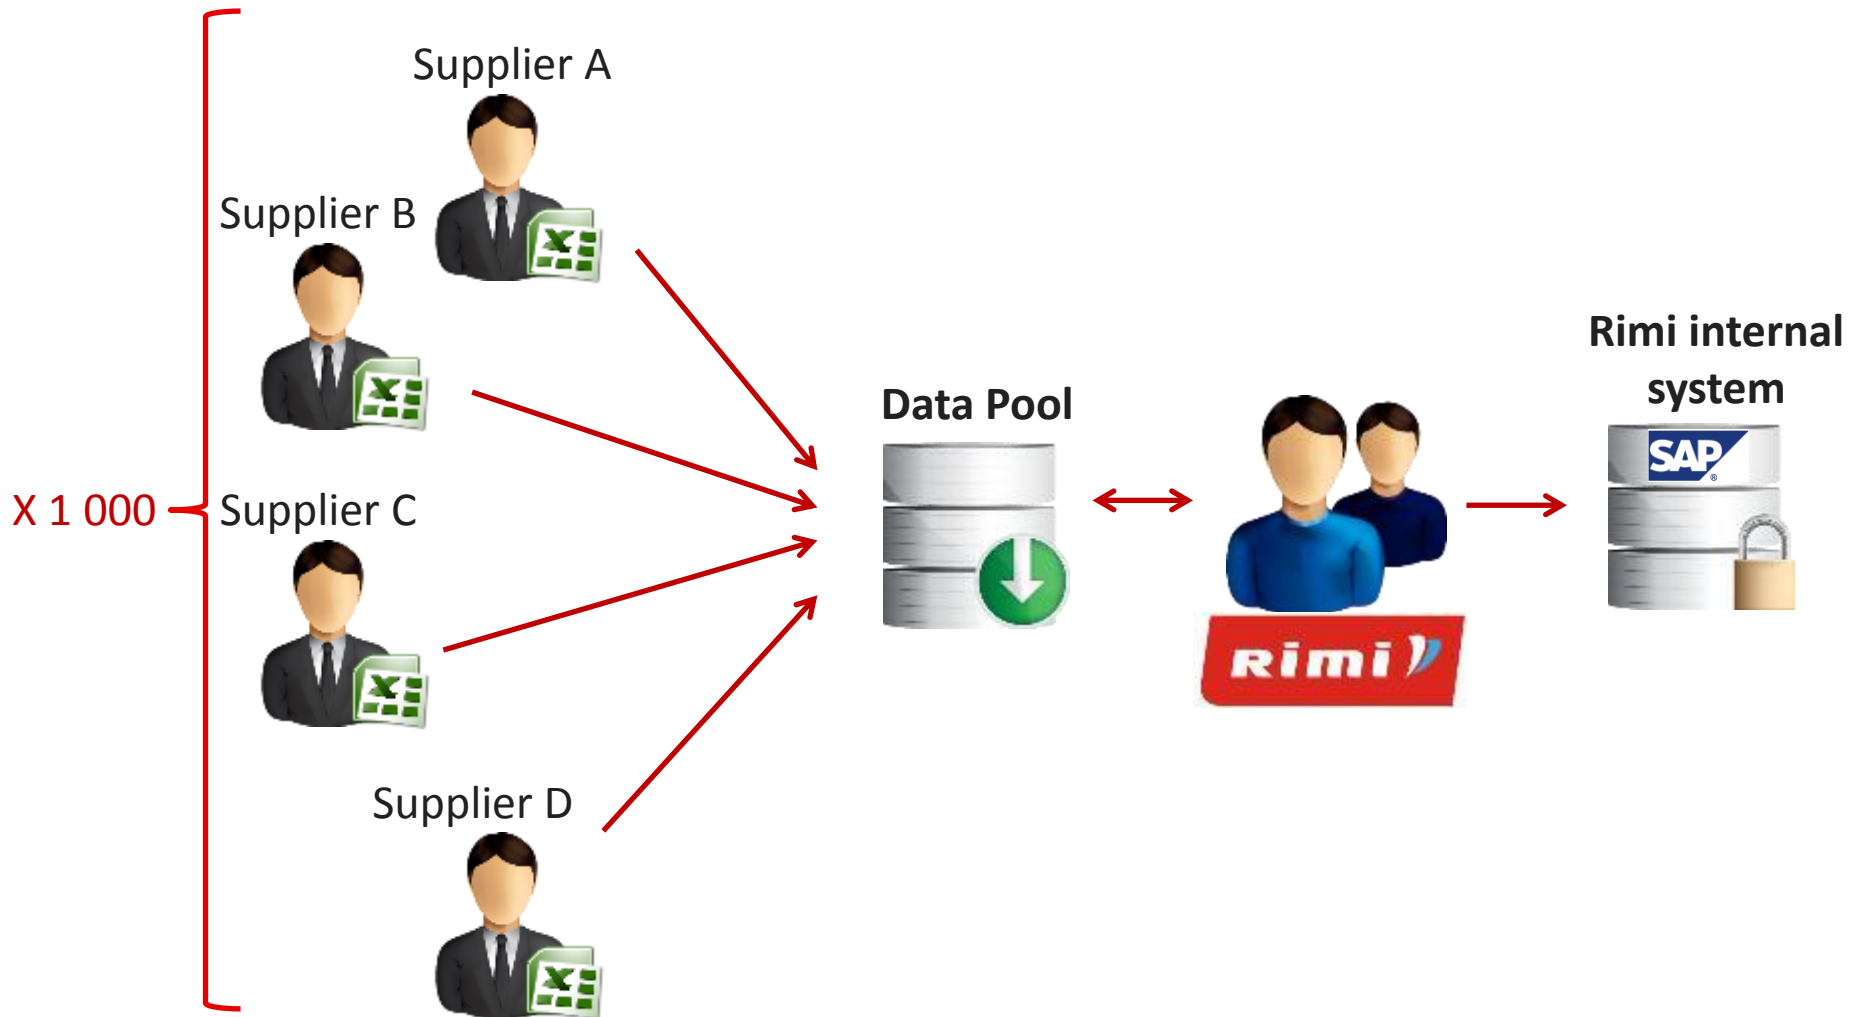 Supplier A
Supplier B
X 1 000
Supplier C
Supplier D
Data Pool
Rimi
Rimi internal
system
SAP
®